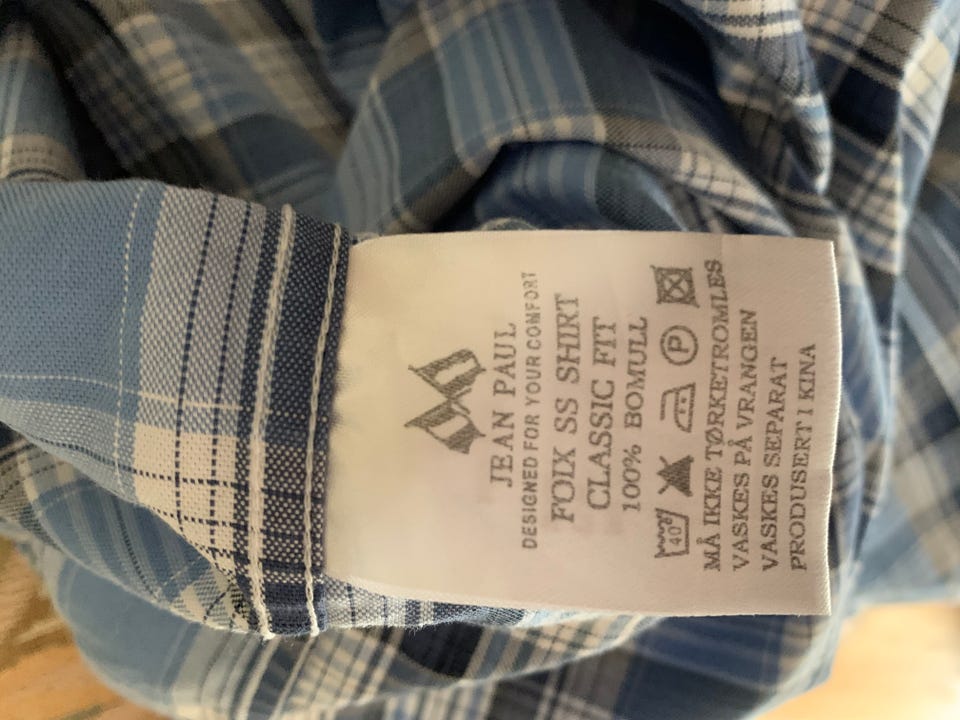 JEAN PAUL
DESIGNED FOR YOUR COMFORT
FOIX SS SHIRT
CLASSIC FIT
100% BOMULL
40 P
MÅ IKKE TØRKETROMLES
VASKES PÅ VRANGEN
VASKES SEPARAT
PRODUSERT I KINA